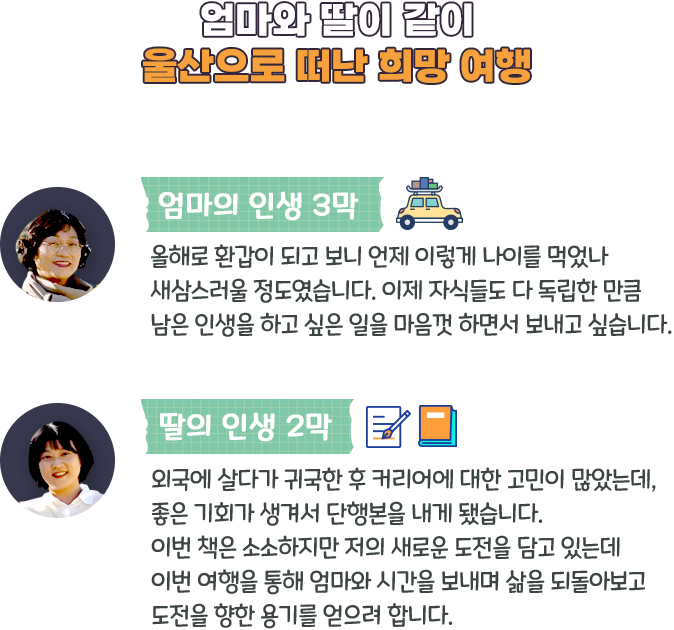 엄마와 딸이 같이
울산으로 떠난 희망 여행
엄마의 인생 3막
올해로 환갑이 되고 보니 언제 이렇게 나이를 먹었나
새삼스러울 정도였습니다. 이제 자식들도 다 독립한 만큼
남은 인생을 하고 싶은 일을 마음껏 하면서 보내고 싶습니다.
딸의 인생 2막
외국에 살다가 귀국한 후 커리어에 대한 고민이 많았는데,
좋은 기회가 생겨서 단행본을 내게 됐습니다.
이번 책은 소소하지만 저의 새로운 도전을 담고 있는데
이번 여행을 통해 엄마와 시간을 보내며 삶을 되돌아보고
도전을 향한 용기를 얻으려 합니다.